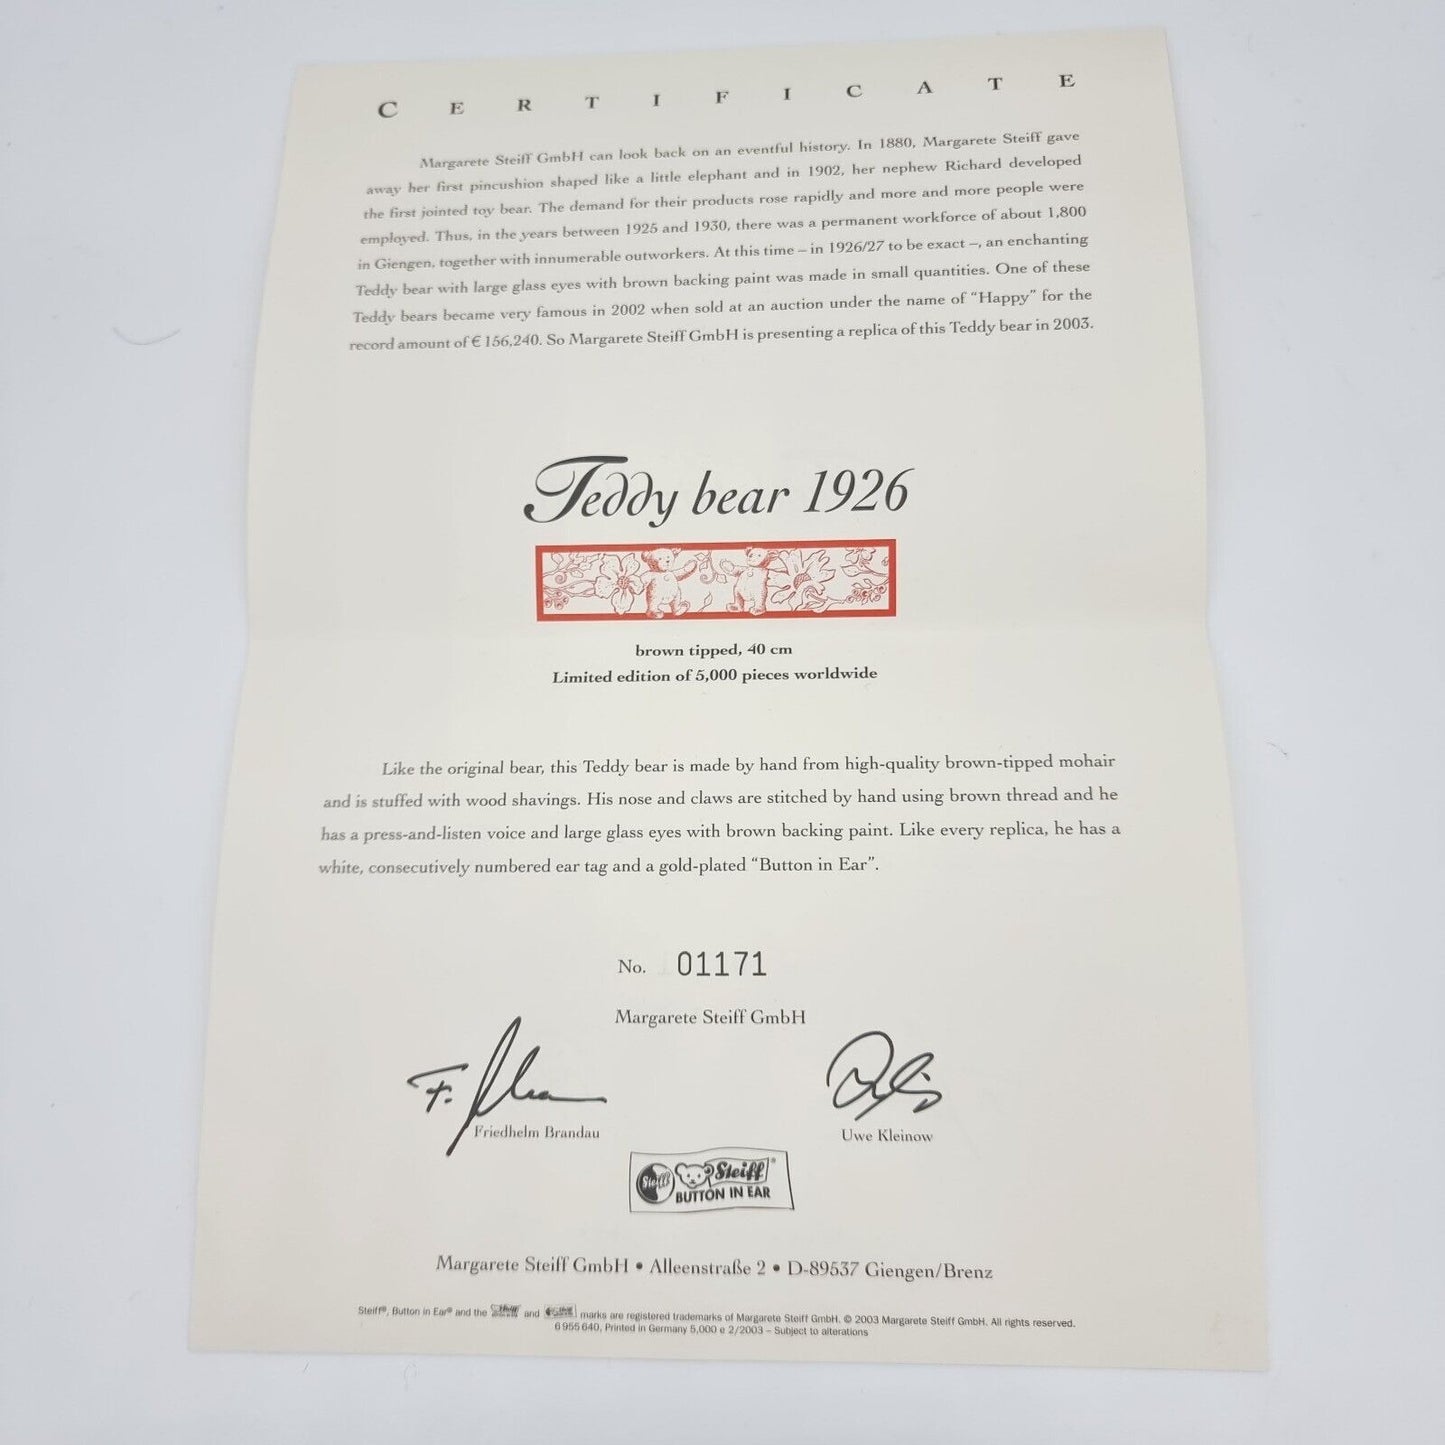 CERTIFICATE
Margarete Steiff GmbH can look back on an eventful history. In 1880, Margarete Steiff gave
away her first pincushion shaped like a little elephant and in 1902, her nephew Richard developed
the first jointed toy bear. The demand for their products rose rapidly and more and more people were
employed. Thus, in the years between 1925 and 1930, there was a permanent workforce of about 1,800
in Giengen, together with innumerable outworkers. At this time – in 1926/27 to be exact –, an enchanting
Teddy bear with large glass eyes with brown backing paint was made in small quantities. One of these
Teddy bears became very famous in 2002 when sold at an auction under the name of “Happy” for the
record amount of € 156,240. So Margarete Steiff GmbH is presenting a replica of this Teddy bear in 2003.
Teddy bear 1926
brown tipped, 40 cm
Limited edition of 5,000 pieces worldwide
Like the original bear, this Teddy bear is made by hand from high-quality brown-tipped mohair
and is stuffed with wood shavings. His nose and claws are stitched by hand using brown thread and he
has a press-and-listen voice and large glass eyes with brown backing paint. Like every replica, he has a
white, consecutively numbered ear tag and a gold-plated “Button in Ear”.
No. 01171
Margarete Steiff GmbH
Friedhelm Brandau
Uwe Kleinow
Steiff Steiff®
BUTTON IN EAR
Margarete Steiff GmbH • Alleenstraße 2 • D-89537 Giengen/Brenz
Steiff®, Button in Ear® and the and marks are registered trademarks of Margarete Steiff GmbH. © 2003 Margarete Steiff GmbH. All rights reserved.
6 955 640, Printed in Germany 5,000 e 2/2003 – Subject to alterations